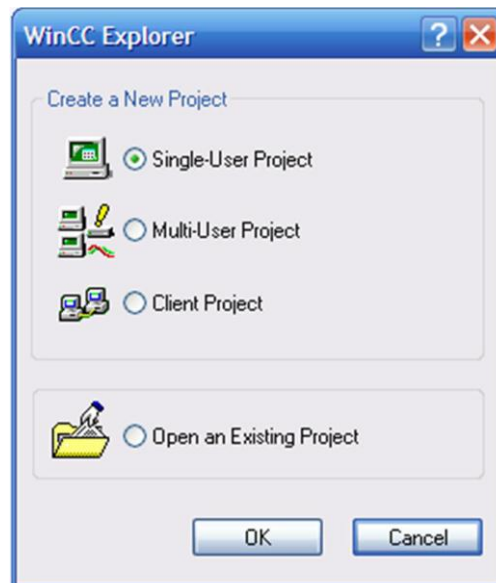 WinCC Explorer
Create a New Project
Single-User Project
Multi-User Project
Client Project
Open an Existing Project
OK
Cancel